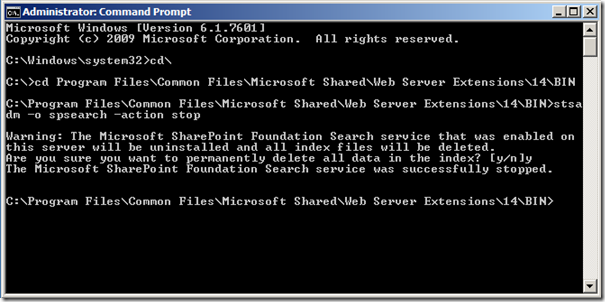 Administrator: Command Prompt
Microsoft Windows [Version 6.1.7601]
Copyright (c) 2009 Microsoft Corporation.  All rights reserved.
C:\Windows\system32>cd\
C:\>cd Program Files\Common Files\Microsoft Shared\Web Server Extensions\14\BIN
C:\Program Files\Common Files\Microsoft Shared\Web Server Extensions\14\BIN>stsa
dm -o spsearch -action stop
Warning: The Microsoft SharePoint Foundation Search service that was enabled on
this server will be uninstalled and all index files will be deleted.
Are you sure you want to permanently delete all data in the index? [y/n]y
The Microsoft SharePoint Foundation Search service was successfully stopped.
C:\Program Files\Common Files\Microsoft Shared\Web Server Extensions\14\BIN>